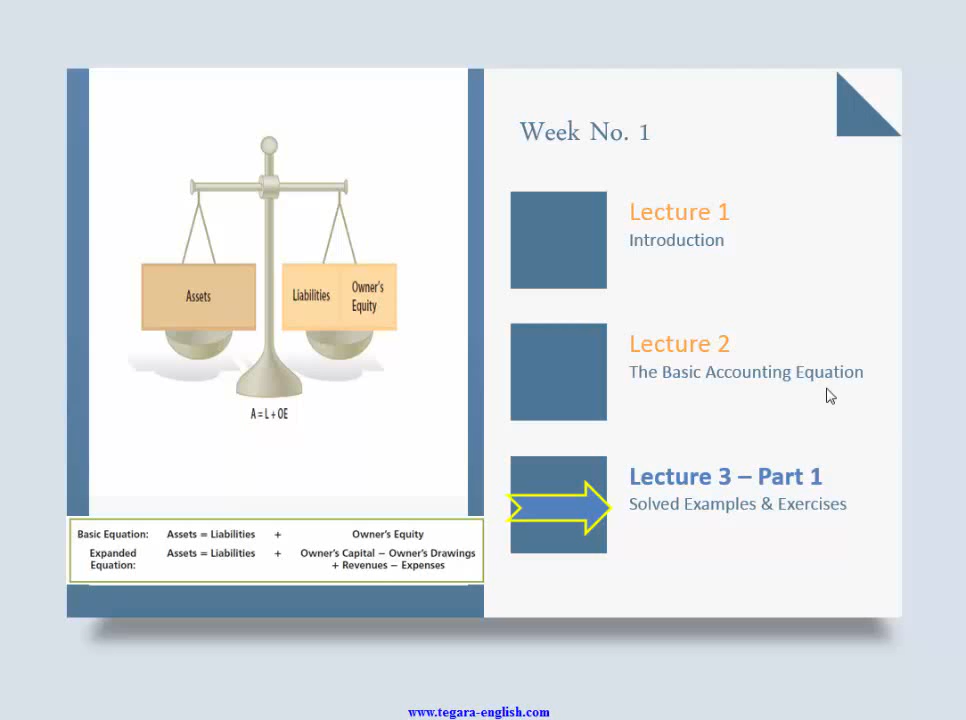 Week No. 1
Lecture 1
Introduction
Lecture 2
The Basic Accounting Equation
Lecture 3 – Part 1
Solved Examples & Exercises
Assets
Liabilities
Owner's
Equity
A = L + OE
Basic Equation: Assets = Liabilities + Owner's Equity
Expanded Assets = Liabilities + Owner's Capital − Owner's Drawings
Equation: + Revenues − Expenses
www.tegara-english.com